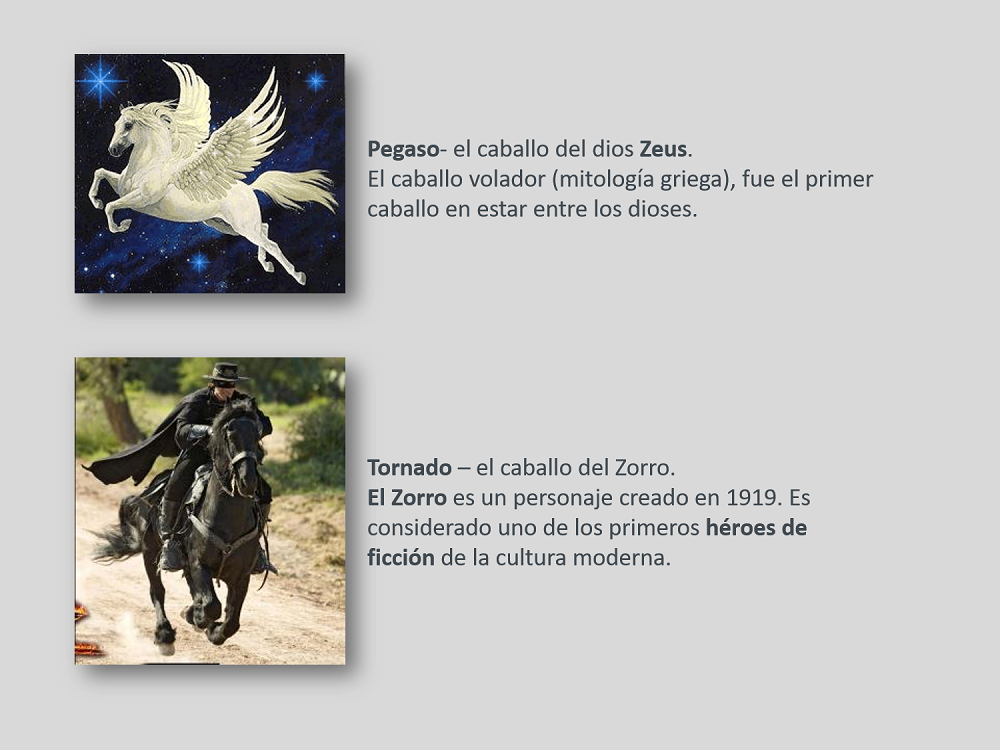 Pegaso- el caballo del dios Zeus.
El caballo volador (mitología griega), fue el primer
caballo en estar entre los dioses.
Tornado – el caballo del Zorro.
El Zorro es un personaje creado en 1919. Es
considerado uno de los primeros héroes de
ficción de la cultura moderna.